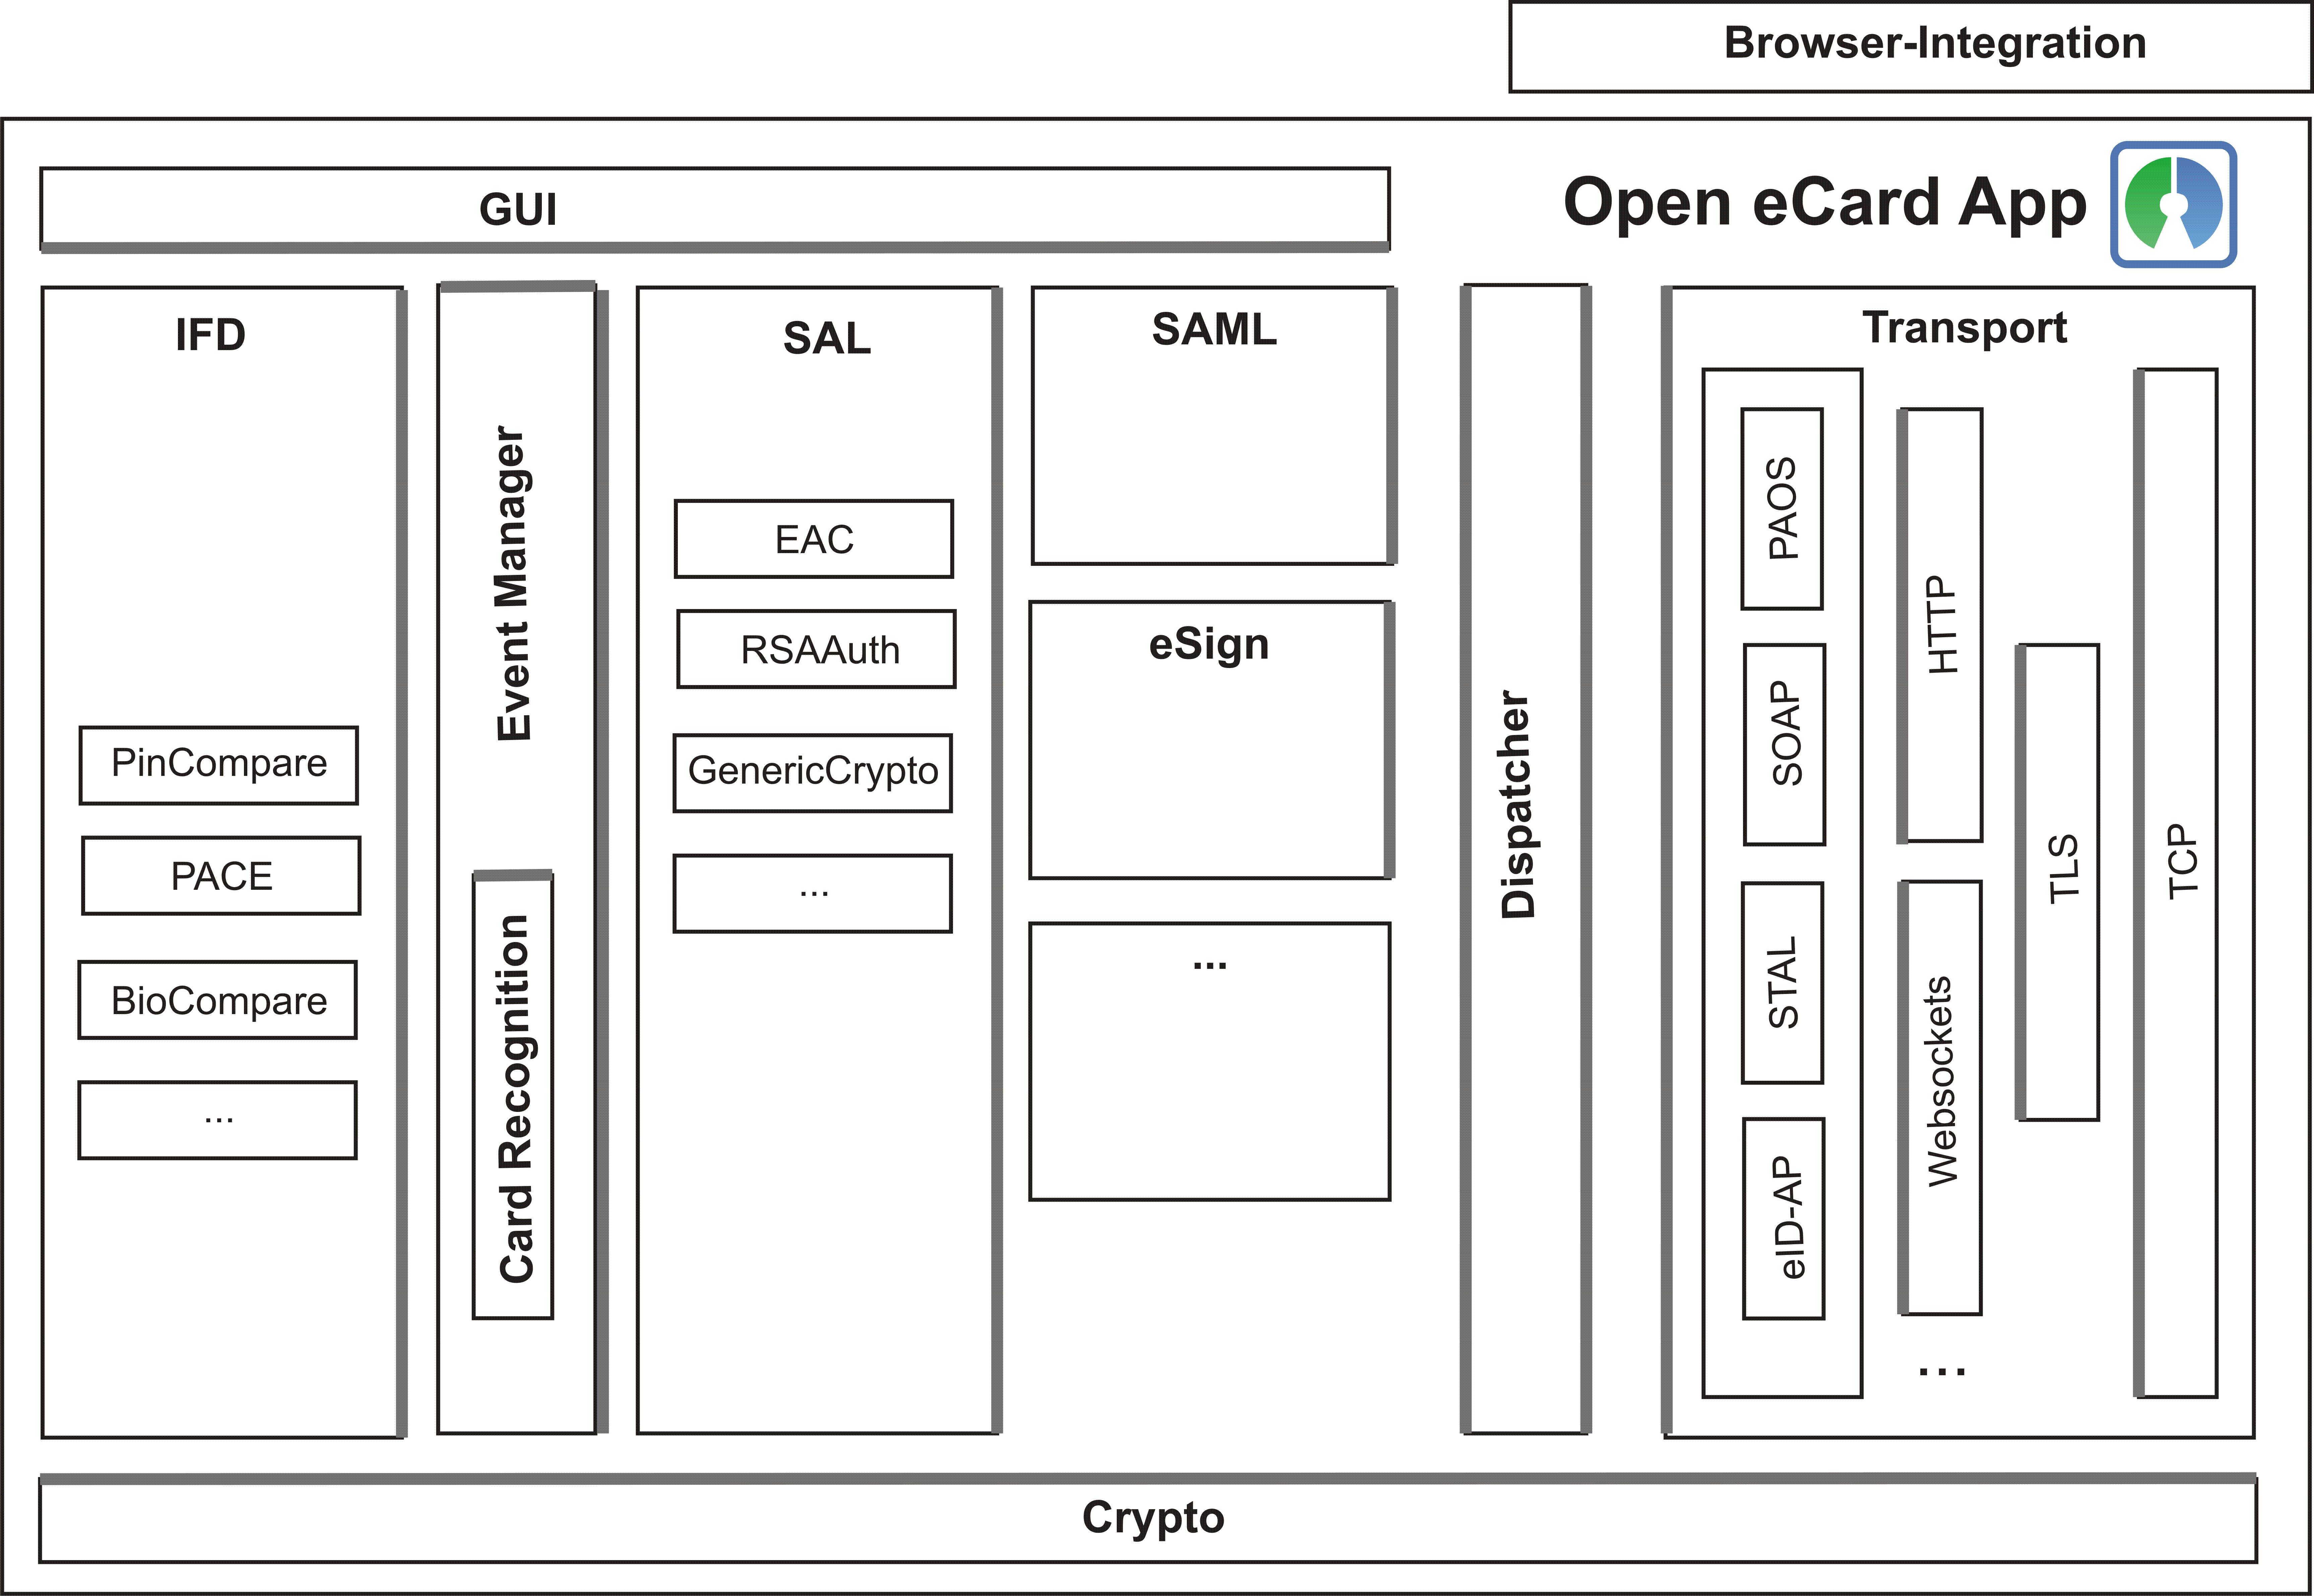 Browser-Integration
GUI
Open eCard App
IFD
PinCompare
PACE
BioCompare
...
Event Manager
Card Recognition
SAL
EAC
RSAAuth
GenericCrypto
...
SAML
eSign
...
Dispatcher
Transport
PAOS
SOAP
STAL
eID-AP
HTTP
Websockets
...
TLS
TCP
Crypto